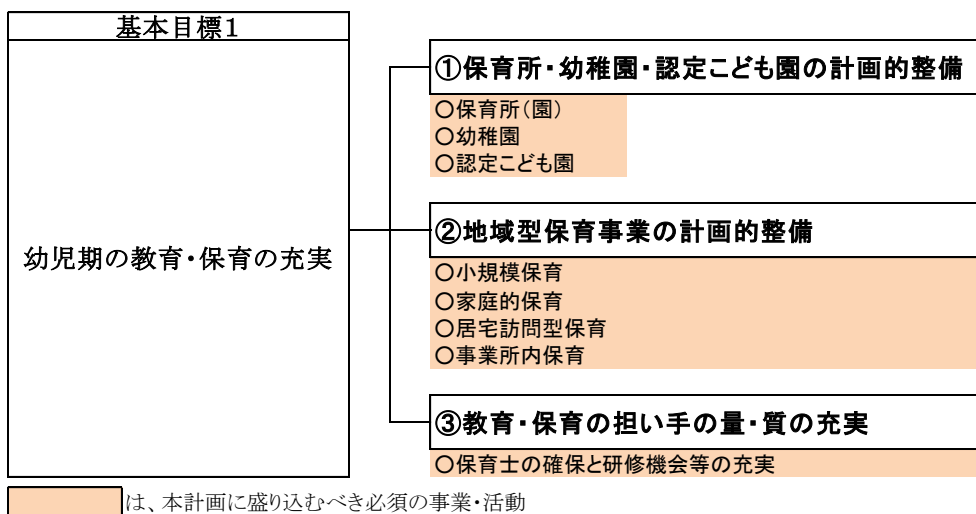 基本目標1
幼児期の教育・保育の充実
①保育所・幼稚園・認定こども園の計画的整備
○保育所(園)
○幼稚園
○認定こども園
②地域型保育事業の計画的整備
○小規模保育
○家庭的保育
○居宅訪問型保育
○事業所内保育
③教育・保育の担い手の量・質の充実
○保育士の確保と研修機会等の充実
は、本計画に盛り込むべき必須の事業・活動